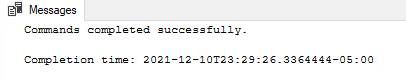 Messages
Commands completed successfully.
Completion time: 2021-12-10T23:29:26.3364444-05:00